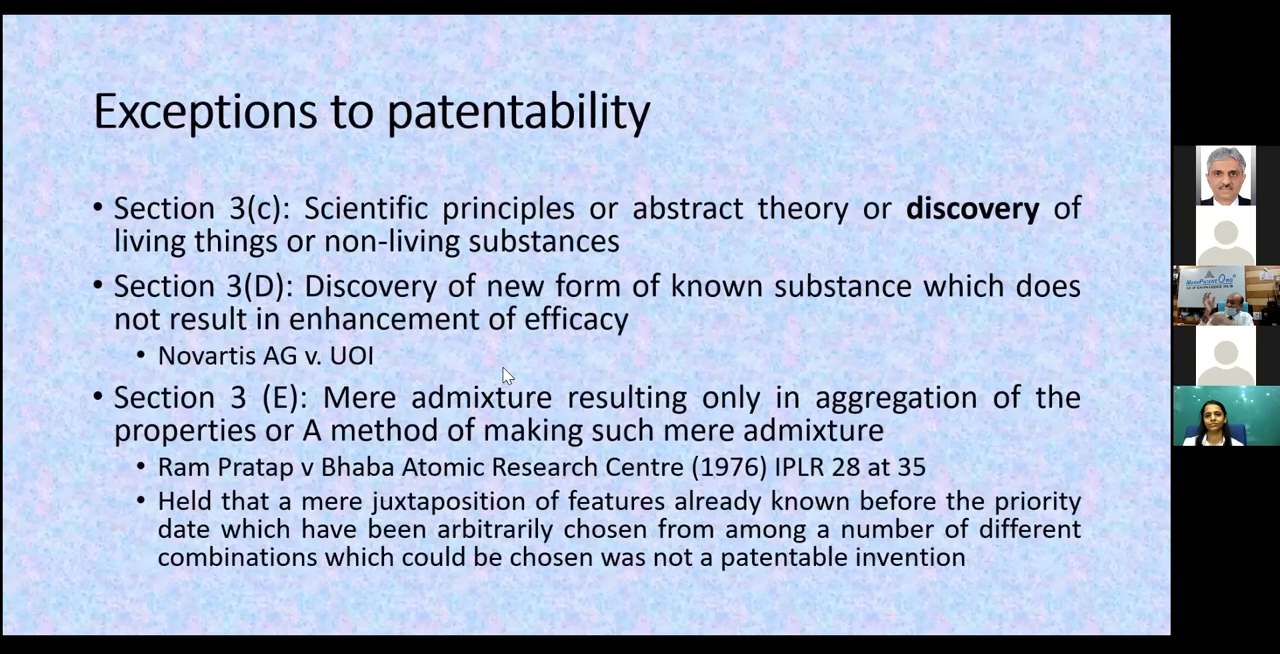 Exceptions to patentability
• Section 3(c): Scientific principles or abstract theory or discovery of
living things or non-living substances
• Section 3(D): Discovery of new form of known substance which does
not result in enhancement of efficacy
• Novartis AG v. UOI
• Section 3 (E): Mere admixture resulting only in aggregation of the
properties or A method of making such mere admixture
• Ram Pratap v Bhaba Atomic Research Centre (1976) IPLR 28 at 35
• Held that a mere juxtaposition of features already known before the priority
date which have been arbitrarily chosen from among a number of different
combinations which could be chosen was not a patentable invention